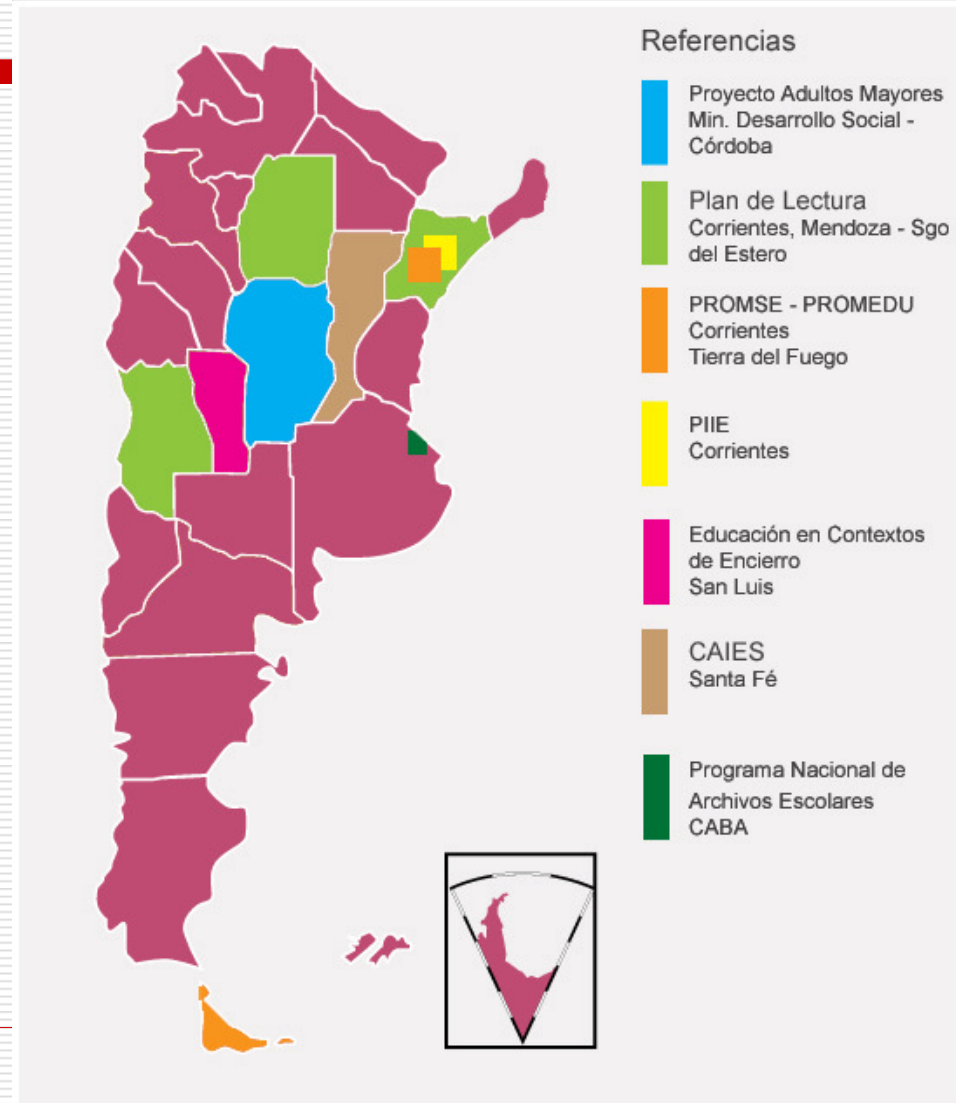 Referencias
Proyecto Adultos Mayores
Min. Desarrollo Social -
Córdoba
Plan de Lectura
Corrientes, Mendoza - Sgo
del Estero
PROMSE - PROMEDU
Corrientes
Tierra del Fuego
PIIE
Corrientes
Educación en Contextos
de Encierro
San Luis
CAIES
Santa Fé
Programa Nacional de
Archivos Escolares
CABA